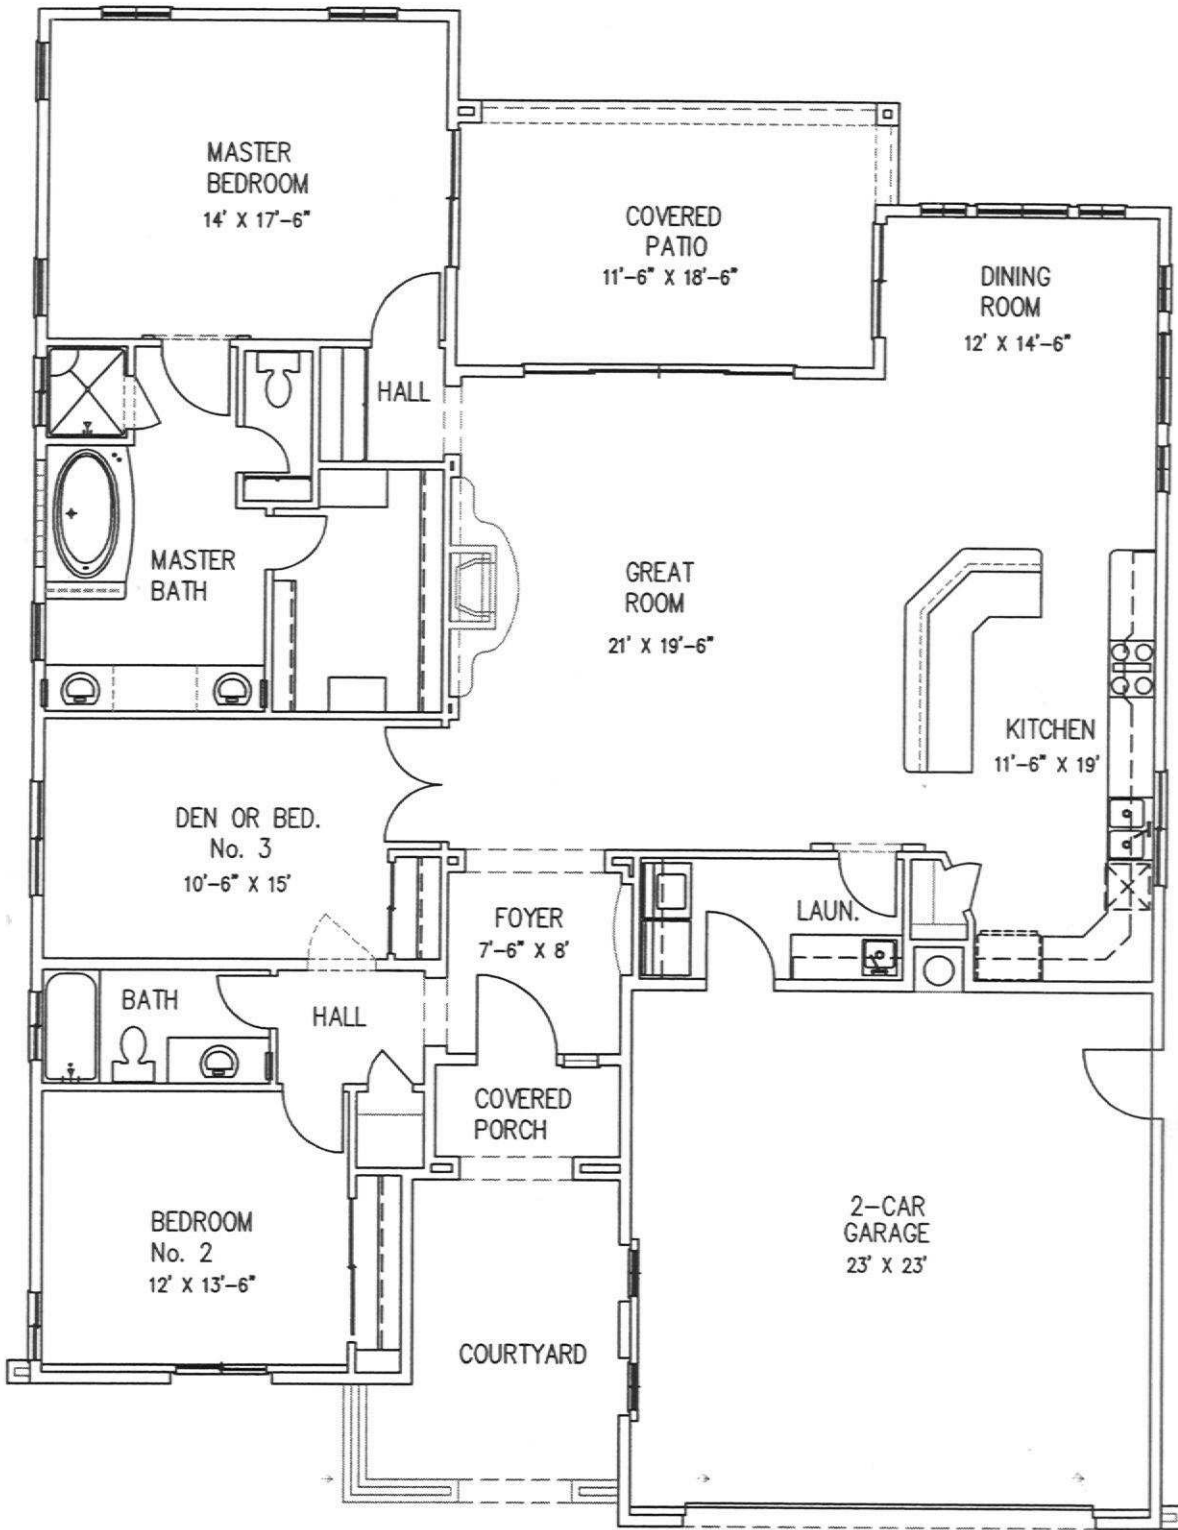 MASTER
BEDROOM
14' X 17'-6"
COVERED
PATIO
11'-6" X 18'-6"
DINING
ROOM
12' X 14'-6"
HALL
MASTER
BATH
GREAT
ROOM
21' X 19'-6"
KITCHEN
11'-6" X 19'
DEN OR BED.
No. 3
10'-6" X 15'
FOYER
7'-6" X 8'
LAUN.
BATH
HALL
COVERED
PORCH
BEDROOM
No. 2
12' X 13'-6"
2-CAR
GARAGE
23' X 23'
COURTYARD